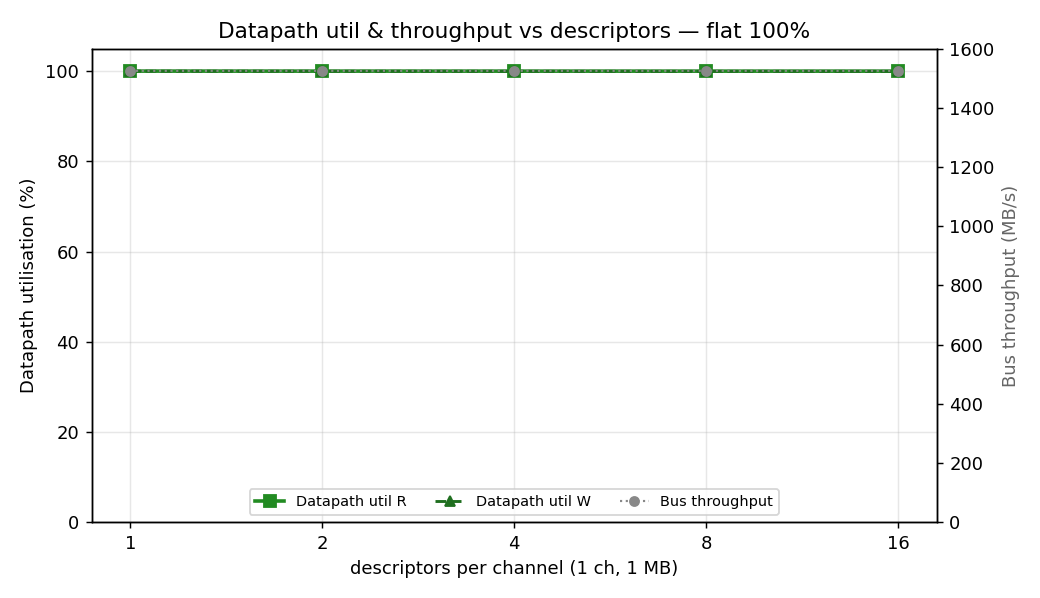 Datapath util & throughput vs descriptors — flat 100%
Datapath utilisation (%)
100
80
60
40
20
0
1600
1400
1200
1000
800
600
400
200
0
Bus throughput (MB/s)
Datapath util R
Datapath util W
Bus throughput
1 2 4 8 16
descriptors per channel (1 ch, 1 MB)